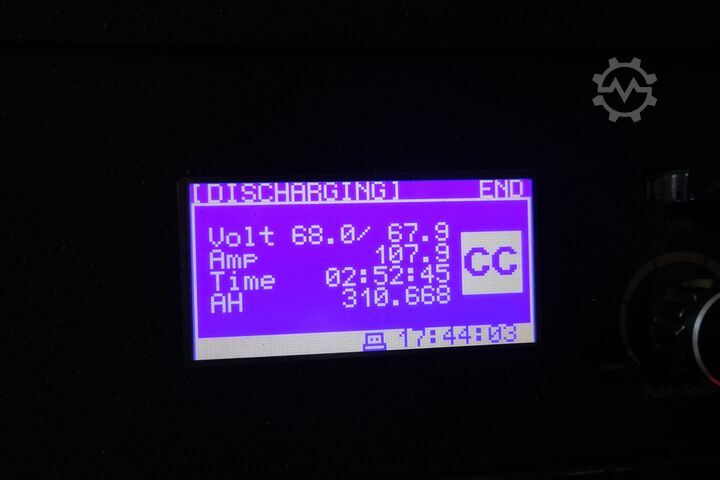 [DISCHARGING] END
Volt 68.0/ 67.9
Amp 107.9
CC
Time 02:52:45
AH 310.668
17:44:03